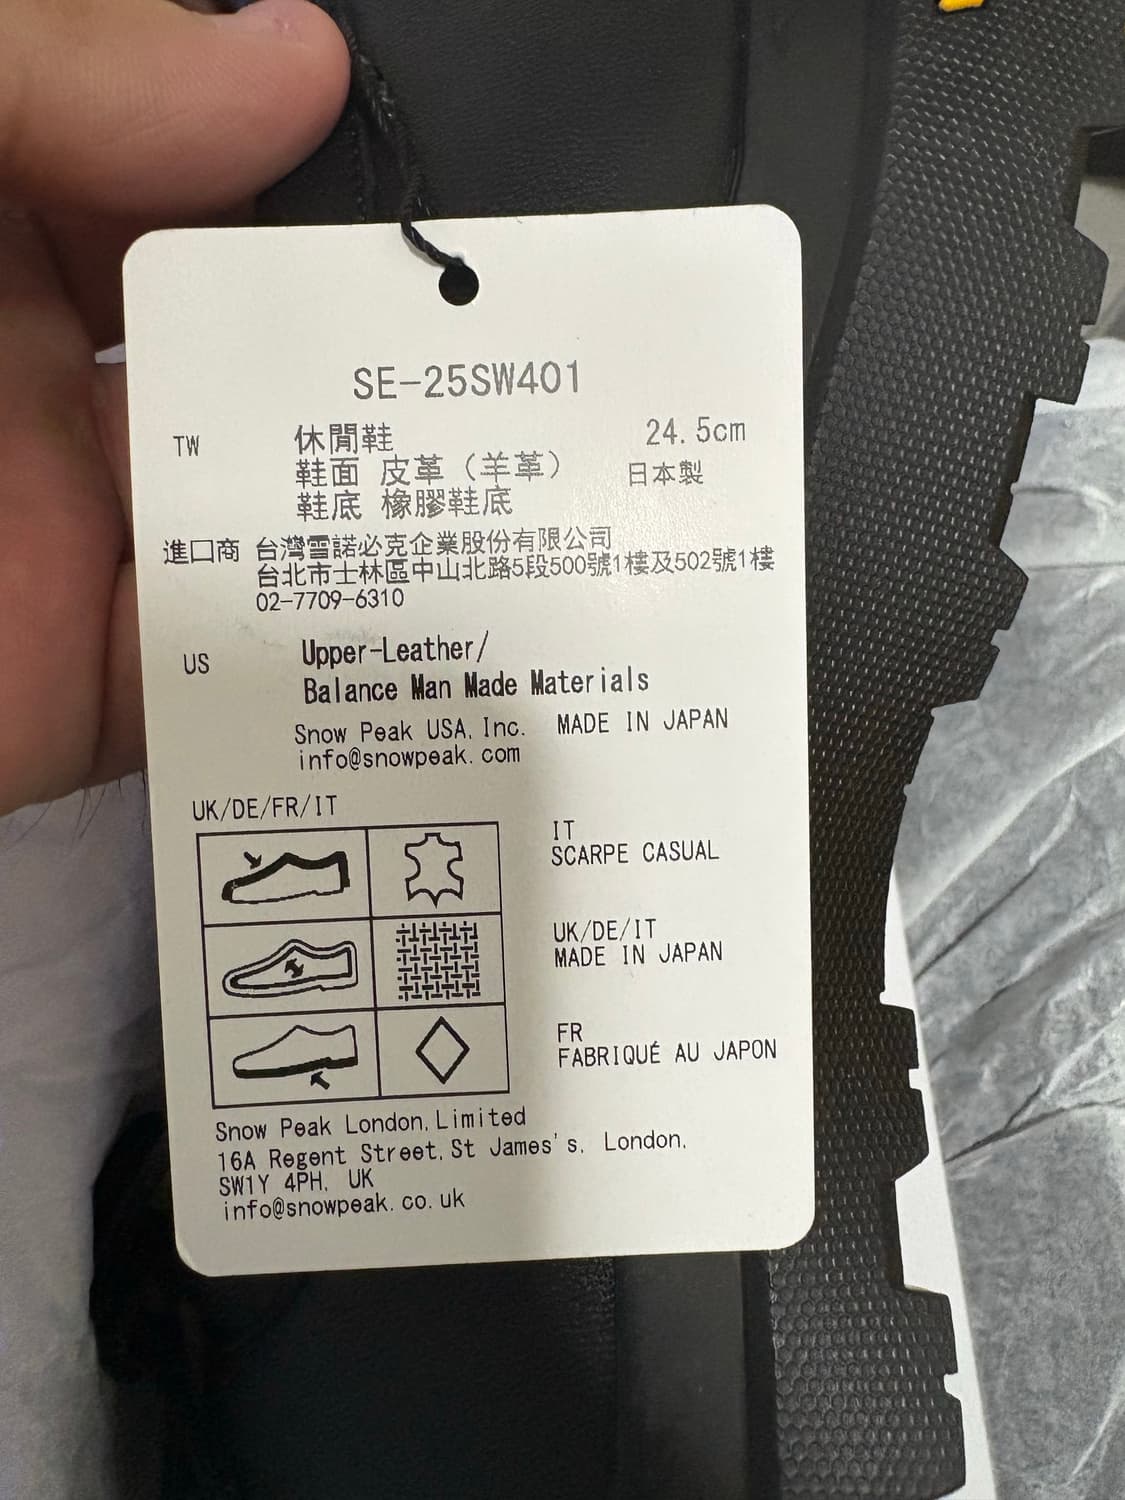 SE-25SW401
TW 休閒鞋 24.5cm
鞋面 皮革（羊革） 日本製
鞋底 橡膠鞋底
進口商 台灣雪諾必克企業股份有限公司
台北市士林區中山北路5段500號1樓及502號1樓
02-7709-6310
US Upper-Leather/
Balance Man Made Materials
Snow Peak USA, Inc. MADE IN JAPAN
info@snowpeak.com
UK/DE/FR/IT
IT
SCARPE CASUAL
UK/DE/IT
MADE IN JAPAN
FR
FABRIQUÉ AU JAPON
Snow Peak London, Limited
16A Regent Street, St James's, London,
SW1Y 4PH, UK
info@snowpeak.co.uk